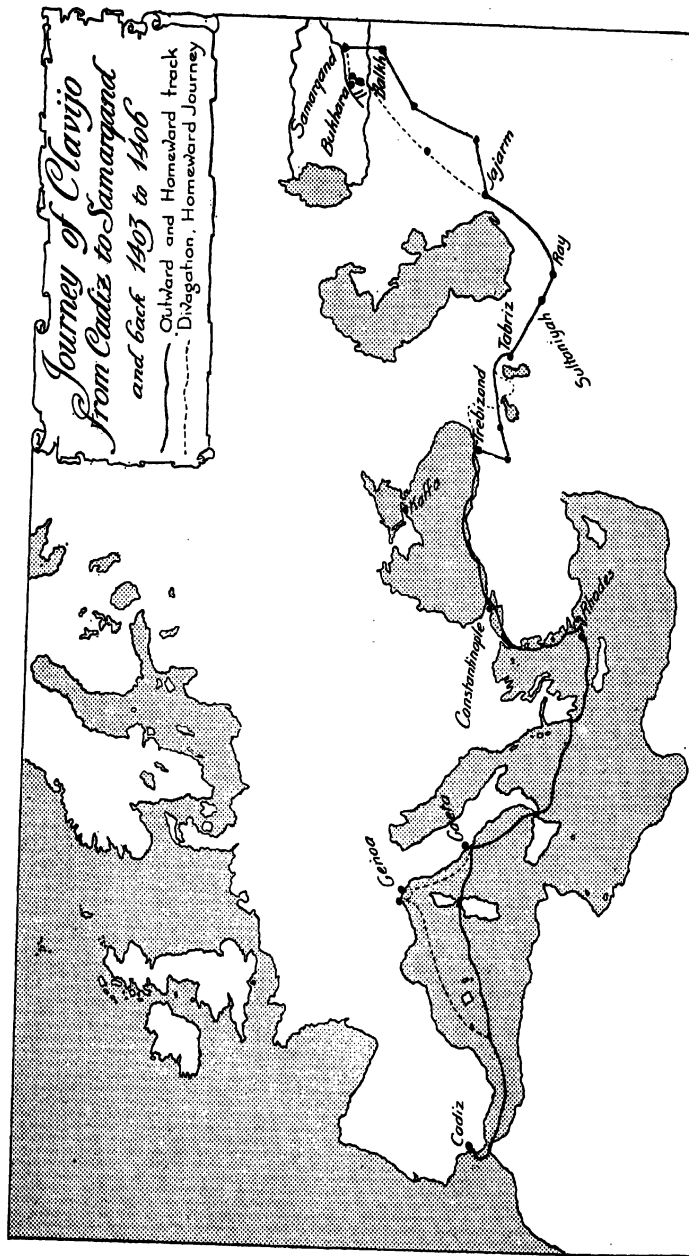 Journey of Clavijo
from Cadiz to Samarqand
and back 1403 to 1406
Outward and Homeward track
Divagation, Homeward Journey
Samarqand
Bukhara
Balkh
Jajarm
Ray
Sultaniyah
Tabriz
Trebizond
Kaffa
Constantinople
Rhodes
Gaeta
Genoa
Cadiz